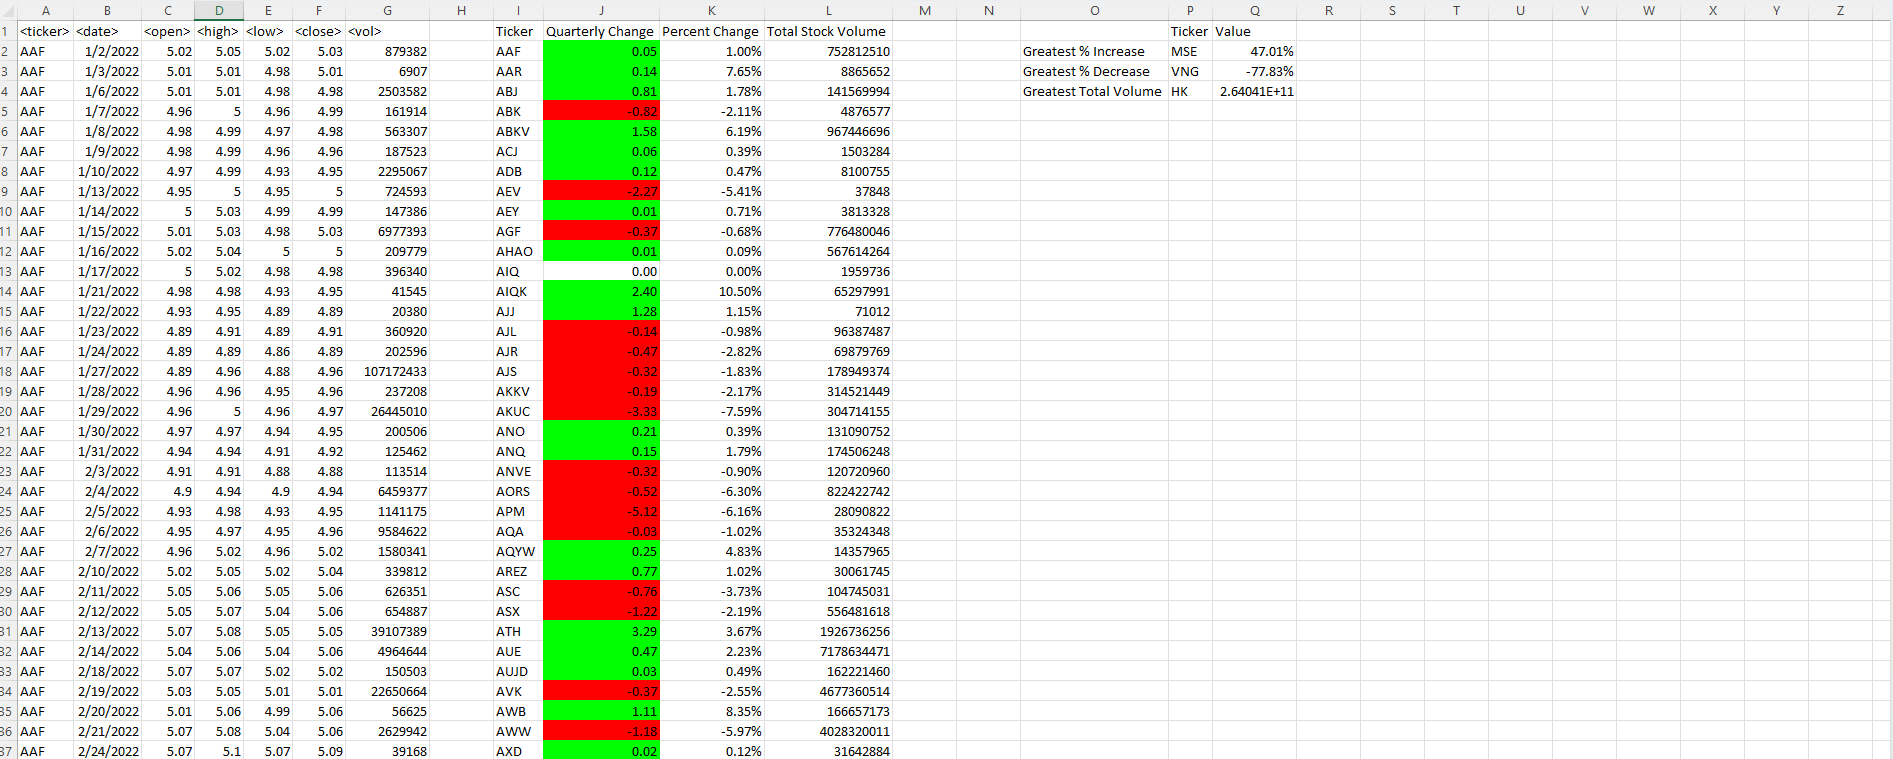 A B C D E F G H I J K L M N O P Q R S T U V W X Y Z
1 <ticker> <date> <open> <high> <low> <close> <vol> Ticker Quarterly Change Percent Change Total Stock Volume Ticker Value
2 AAF 1/2/2022 5.02 5.05 5.02 5.03 879382 AAF 0.05 1.00% 752812510 Greatest % Increase MSE 47.01%
3 AAF 1/3/2022 5.01 5.01 4.98 5.01 6907 AAR 0.14 7.65% 8865652 Greatest % Decrease VNG -77.83%
4 AAF 1/6/2022 5.01 5.01 4.98 4.98 2503582 ABJ 0.81 1.78% 141569994 Greatest Total Volume HK 2.64041E+11
5 AAF 1/7/2022 4.96 5 4.96 4.99 161914 ABK -0.82 -2.11% 4876577
6 AAF 1/8/2022 4.98 4.99 4.97 4.98 563307 ABKV 1.58 6.19% 967446696
7 AAF 1/9/2022 4.98 4.99 4.96 4.96 187523 ACJ 0.06 0.39% 1503284
8 AAF 1/10/2022 4.97 4.99 4.93 4.95 2295067 ADB 0.12 0.47% 8100755
9 AAF 1/13/2022 4.95 5 4.95 5 724593 AEV -2.27 -5.41% 37848
10 AAF 1/14/2022 5 5.03 4.99 4.99 147386 AEY 0.01 0.71% 3813328
11 AAF 1/15/2022 5.01 5.03 4.98 5.03 6977393 AGF -0.37 -0.68% 776480046
12 AAF 1/16/2022 5.02 5.04 5 5 209779 AHAO 0.01 0.09% 567614264
13 AAF 1/17/2022 5 5.02 4.98 4.98 396340 AIQ 0.00 0.00% 1959736
14 AAF 1/21/2022 4.98 4.98 4.93 4.95 41545 AIQK 2.40 10.50% 65297991
15 AAF 1/22/2022 4.93 4.95 4.89 4.89 20380 AJJ 1.28 1.15% 71012
16 AAF 1/23/2022 4.89 4.91 4.89 4.91 360920 AJL -0.14 -0.98% 96387487
17 AAF 1/24/2022 4.89 4.89 4.86 4.89 202596 AJR -0.47 -2.82% 69879769
18 AAF 1/27/2022 4.89 4.96 4.88 4.96 107172433 AJS -0.32 -1.83% 178949374
19 AAF 1/28/2022 4.96 4.96 4.95 4.96 237208 AKKV -0.19 -2.17% 314521449
20 AAF 1/29/2022 4.96 5 4.96 4.97 26445010 AKUC -3.33 -7.59% 304714155
21 AAF 1/30/2022 4.97 4.97 4.94 4.95 200506 ANO 0.21 0.39% 131090752
22 AAF 1/31/2022 4.94 4.94 4.91 4.92 125462 ANQ 0.15 1.79% 174506248
23 AAF 2/3/2022 4.91 4.91 4.88 4.88 113514 ANVE -0.32 -0.90% 120720960
24 AAF 2/4/2022 4.9 4.94 4.9 4.94 6459377 AORS -0.52 -6.30% 822422742
25 AAF 2/5/2022 4.93 4.98 4.93 4.95 1141175 APM -5.12 -6.16% 28090822
26 AAF 2/6/2022 4.95 4.97 4.95 4.96 9584622 AQA -0.03 -1.02% 35324348
27 AAF 2/7/2022 4.96 5.02 4.96 5.02 1580341 AQYW 0.25 4.83% 14357965
28 AAF 2/10/2022 5.02 5.05 5.02 5.04 339812 AREZ 0.77 1.02% 30061745
29 AAF 2/11/2022 5.05 5.06 5.05 5.06 626351 ASC -0.76 -3.73% 104745031
30 AAF 2/12/2022 5.05 5.07 5.04 5.06 654887 ASX -1.22 -2.19% 556481618
31 AAF 2/13/2022 5.07 5.08 5.05 5.05 39107389 ATH 3.29 3.67% 1926736256
32 AAF 2/14/2022 5.04 5.06 5.04 5.06 4964644 AUE 0.47 2.23% 7178634471
33 AAF 2/18/2022 5.07 5.07 5.02 5.02 150503 AUJD 0.03 0.49% 162221460
34 AAF 2/19/2022 5.03 5.05 5.01 5.01 22650664 AVK -0.37 -2.55% 4677360514
35 AAF 2/20/2022 5.01 5.06 4.99 5.06 56625 AWB 1.11 8.35% 166657173
36 AAF 2/21/2022 5.07 5.08 5.04 5.06 2629942 AWW -1.18 -5.97% 4028320011
37 AAF 2/24/2022 5.07 5.1 5.07 5.09 39168 AXD 0.02 0.12% 31642884